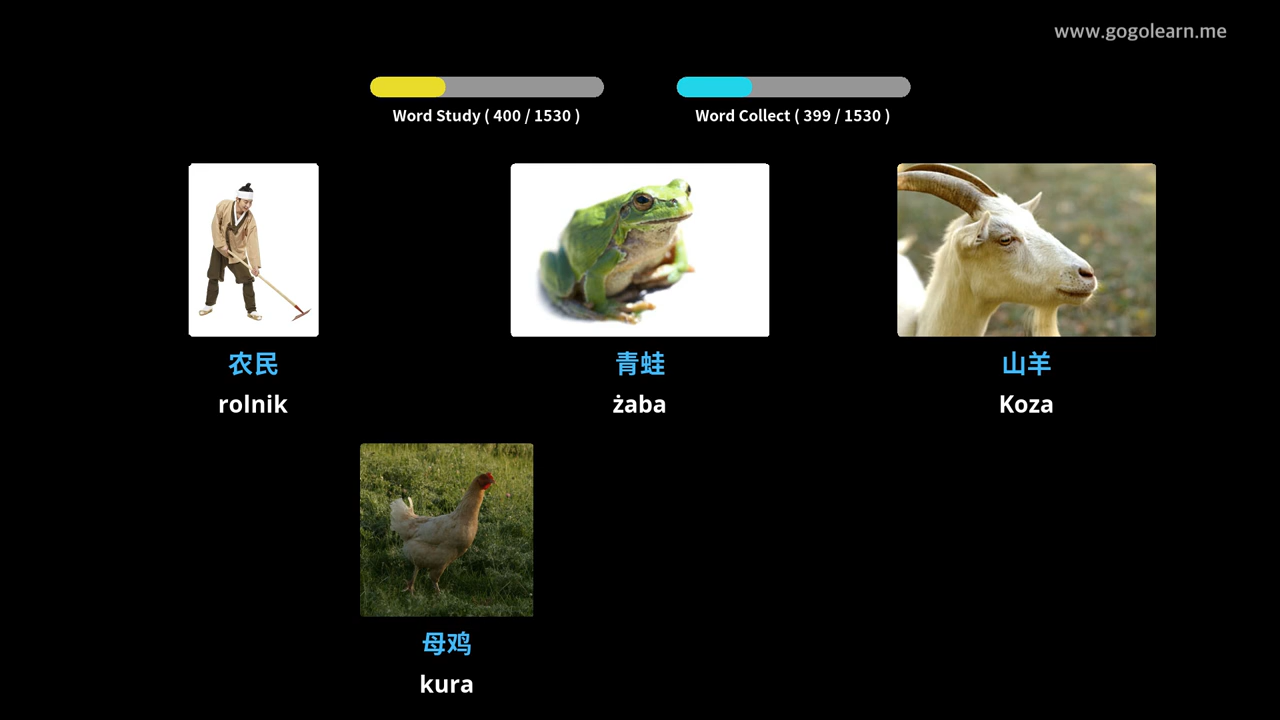 www.gogolearn.me
Word Study ( 400 / 1530 )
Word Collect ( 399 / 1530 )
农民
青蛙
山羊
rolnik
żaba
Koza
母鸡
kura